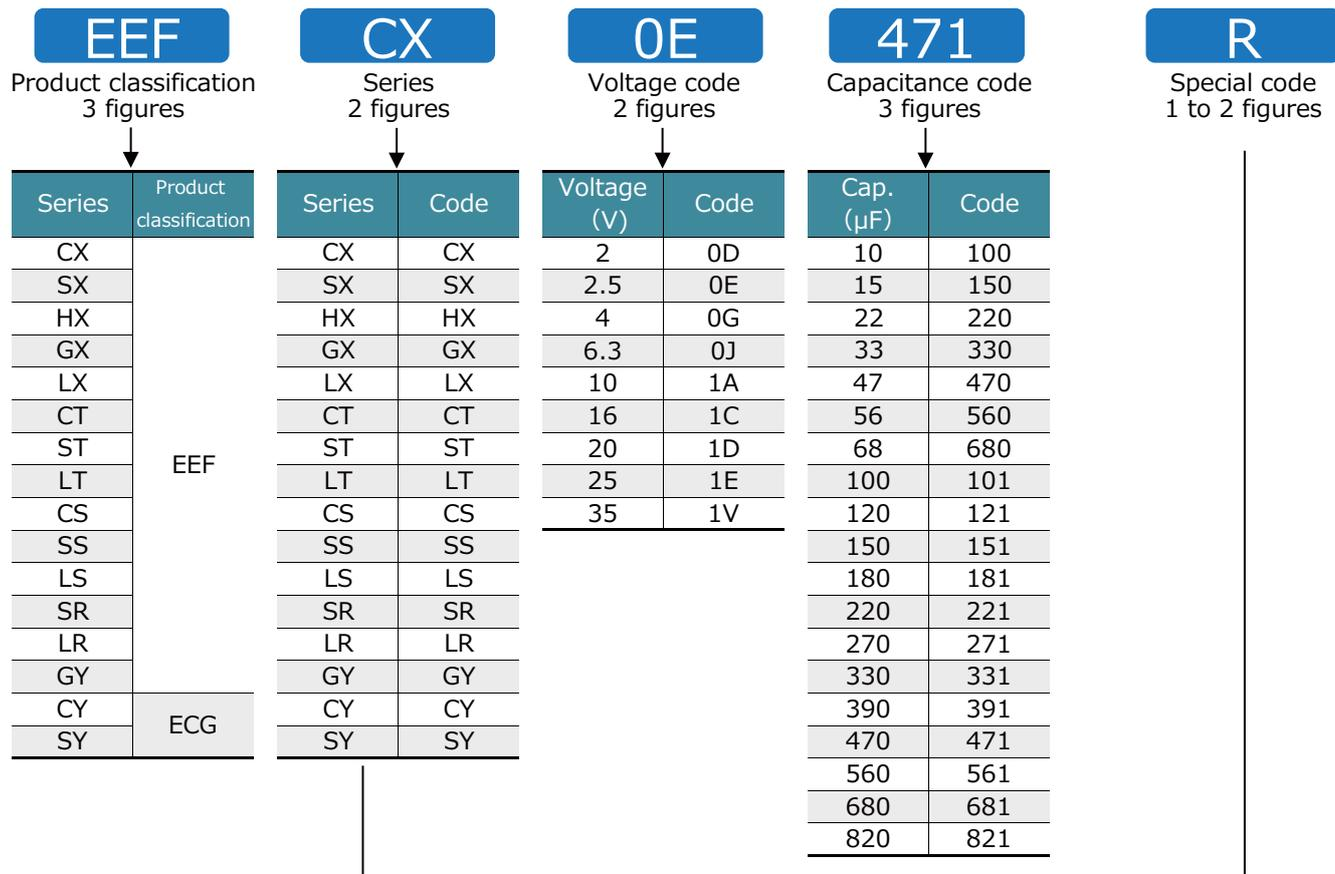 EEF CX 0E 471 R
Product classification Series Voltage code Capacitance code Special code
3 figures 2 figures 2 figures 3 figures 1 to 2 figures
Series Product classification
CX EEF
SX
HX
GX
LX
CT
ST
LT
CS
SS
LS
SR
LR
GY
CY ECG
SY
Series Code
CX CX
SX SX
HX HX
GX GX
LX LX
CT CT
ST ST
LT LT
CS CS
SS SS
LS LS
SR SR
LR LR
GY GY
CY CY
SY SY
Voltage (V) Code
2 0D
2.5 0E
4 0G
6.3 0J
10 1A
16 1C
20 1D
25 1E
35 1V
Cap. (μF) Code
10 100
15 150
22 220
33 330
47 470
56 560
68 680
100 101
120 121
150 151
180 181
220 221
270 271
330 331
390 391
470 471
560 561
680 681
820 821